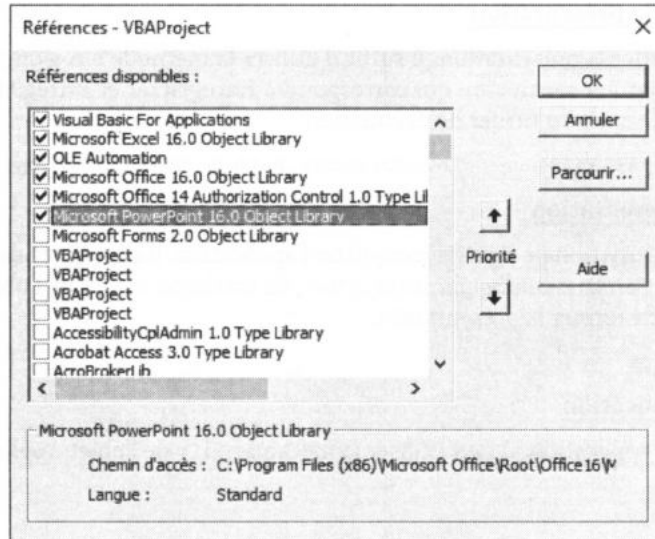 Références - VBAProject
Références disponibles :
OK
Annuler
Parcourir...
Priorité
Aide
Visual Basic For Applications
Microsoft Excel 16.0 Object Library
OLE Automation
Microsoft Office 16.0 Object Library
Microsoft Office 14 Authorization Control 1.0 Type Li
Microsoft PowerPoint 16.0 Object Library
Microsoft Forms 2.0 Object Library
VBAProject
VBAProject
VBAProject
VBAProject
AccessibilityCplAdmin 1.0 Type Library
Acrobat Access 3.0 Type Library
AcroBrokerLib
Microsoft PowerPoint 16.0 Object Library
Chemin d'accès : C:\Program Files (x86)\Microsoft Office\Root\Office16\M
Langue : Standard